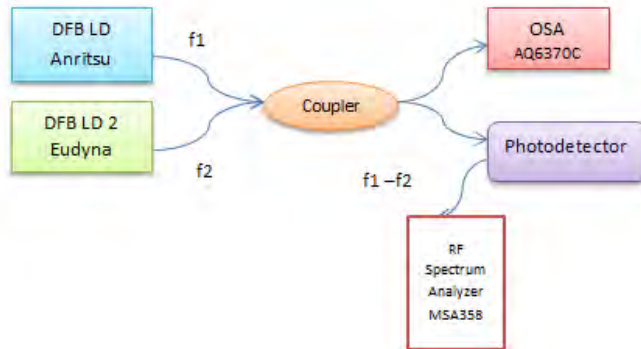 DFB LD
Anritsu
f1
OSA
AQ6370C
Coupler
DFB LD 2
Eudyna
f2
Photodetector
f1 –f2
RF
Spectrum
Analyzer
MSA358